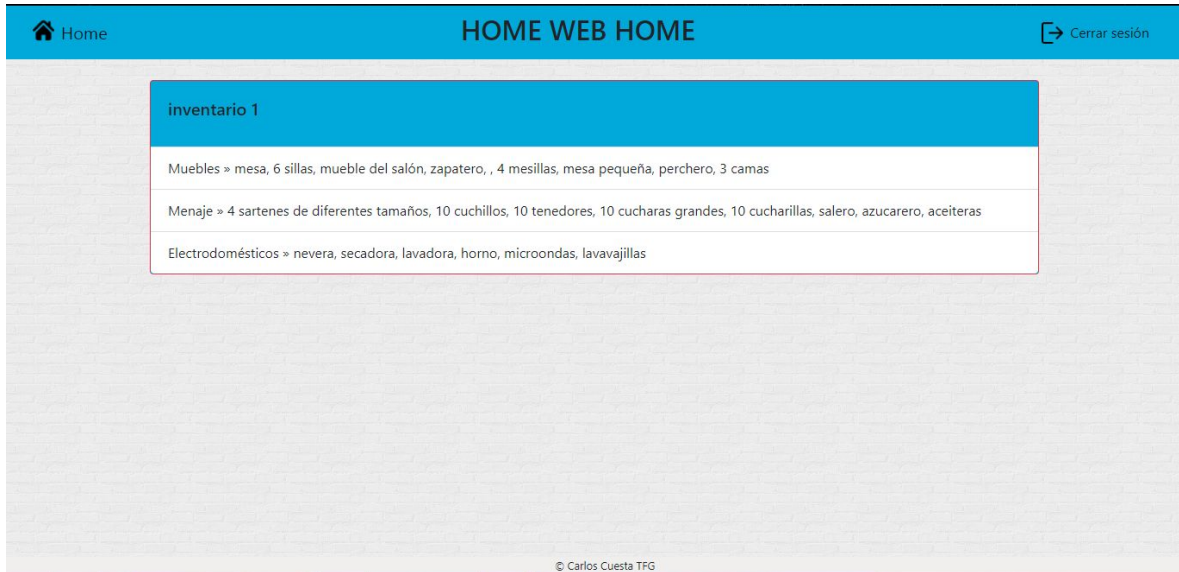 Home
HOME WEB HOME
Cerrar sesión
inventario 1
Muebles » mesa, 6 sillas, mueble del salón, zapatero, , 4 mesillas, mesa pequeña, perchero, 3 camas
Menaje » 4 sartenes de diferentes tamaños, 10 cuchillos, 10 tenedores, 10 cucharas grandes, 10 cucharillas, salero, azucarero, aceiteras
Electrodomésticos » nevera, secadora, lavadora, horno, microondas, lavavajillas
© Carlos Cuesta TFG